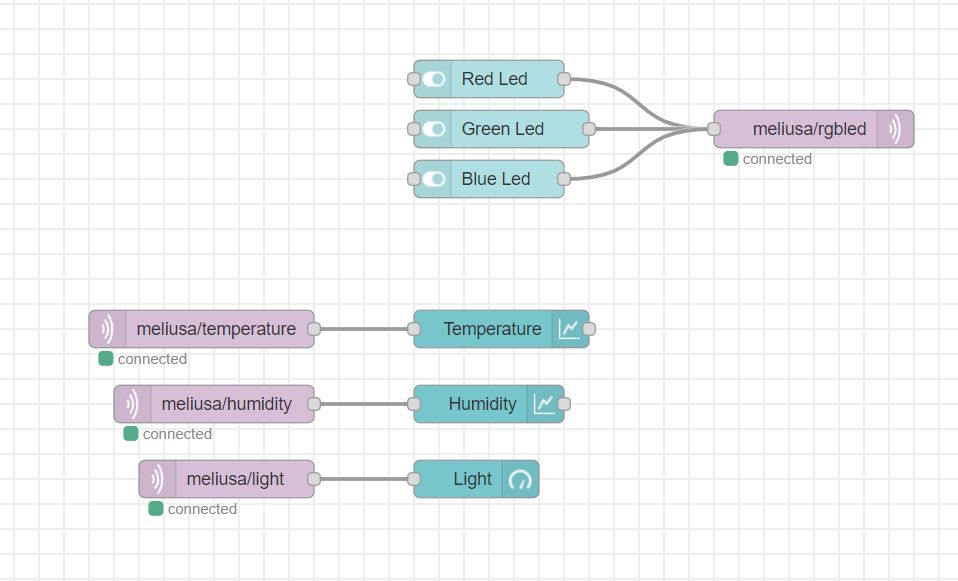 Red Led
Green Led
meliusa/rgbled
connected
Blue Led
meliusa/temperature
Temperature
connected
meliusa/humidity
Humidity
connected
meliusa/light
Light
connected